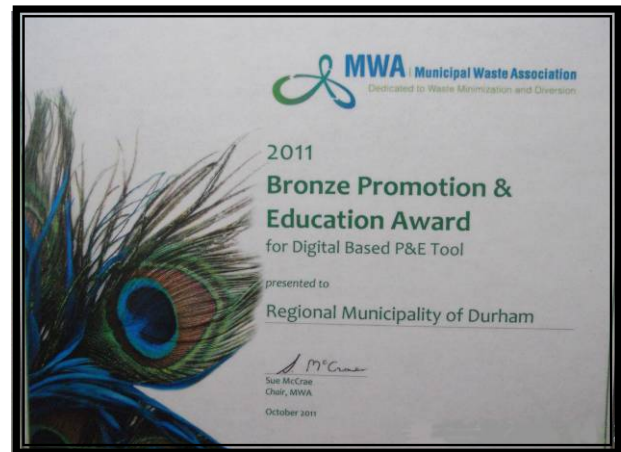 MWA | Municipal Waste Association
Dedicated to Waste Minimization and Diversion
2011
Bronze Promotion &
Education Award
for Digital Based P&E Tool
presented to
Regional Municipality of Durham
S McCrae
Sue McCrae
Chair, MWA
October 2011